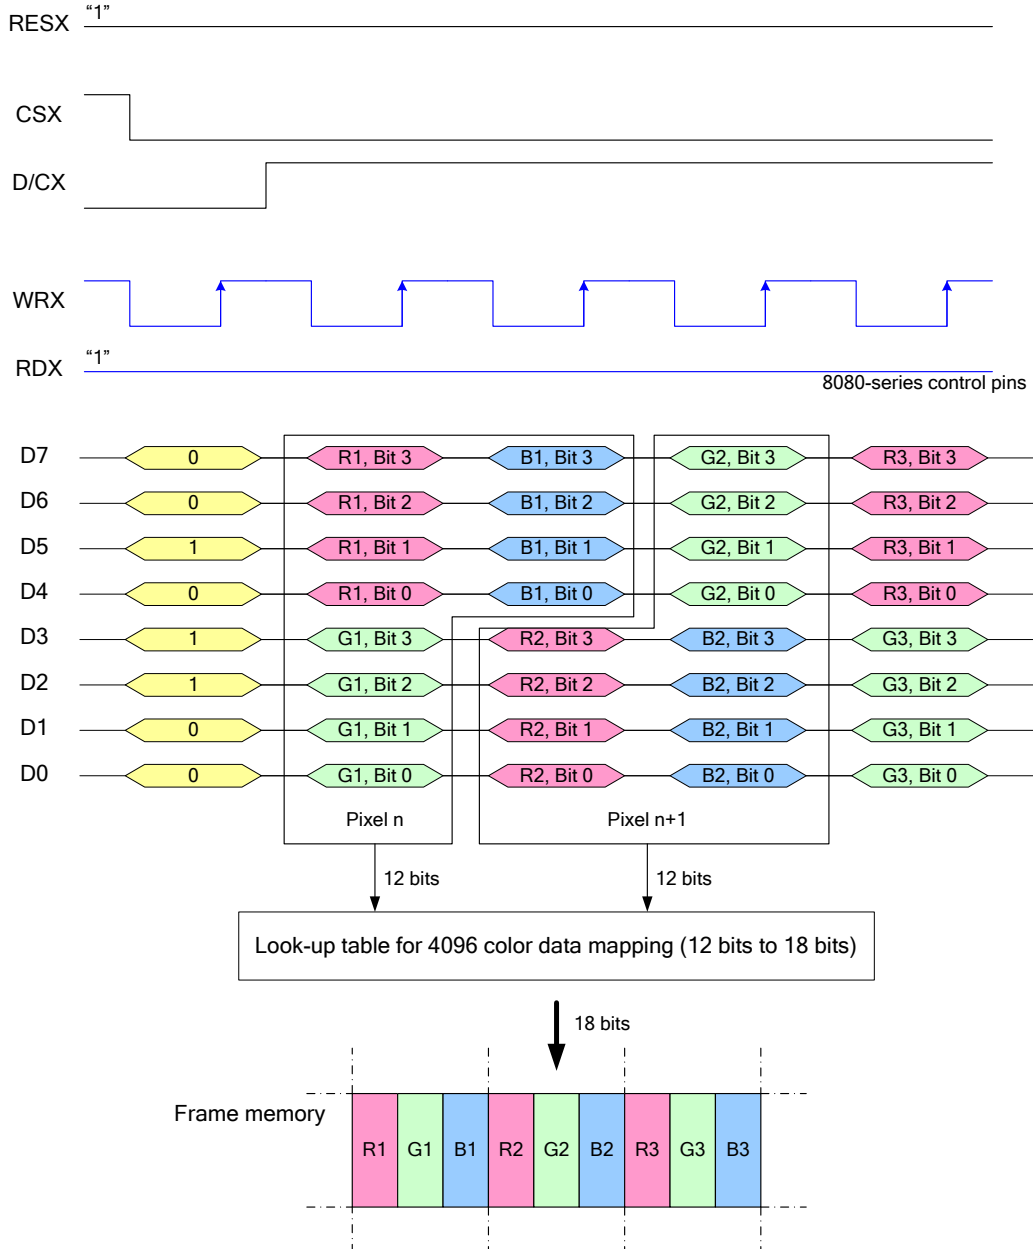 RESX “1”
CSX
D/CX
WRX
RDX “1”
8080-series control pins
D7 0 R1, Bit 3 B1, Bit 3 G2, Bit 3 R3, Bit 3
D6 0 R1, Bit 2 B1, Bit 2 G2, Bit 2 R3, Bit 2
D5 1 R1, Bit 1 B1, Bit 1 G2, Bit 1 R3, Bit 1
D4 0 R1, Bit 0 B1, Bit 0 G2, Bit 0 R3, Bit 0
D3 1 G1, Bit 3 R2, Bit 3 B2, Bit 3 G3, Bit 3
D2 1 G1, Bit 2 R2, Bit 2 B2, Bit 2 G3, Bit 2
D1 0 G1, Bit 1 R2, Bit 1 B2, Bit 1 G3, Bit 1
D0 0 G1, Bit 0 R2, Bit 0 B2, Bit 0 G3, Bit 0
Pixel n Pixel n+1
12 bits 12 bits
Look-up table for 4096 color data mapping (12 bits to 18 bits)
18 bits
Frame memory
R1 G1 B1 R2 G2 B2 R3 G3 B3